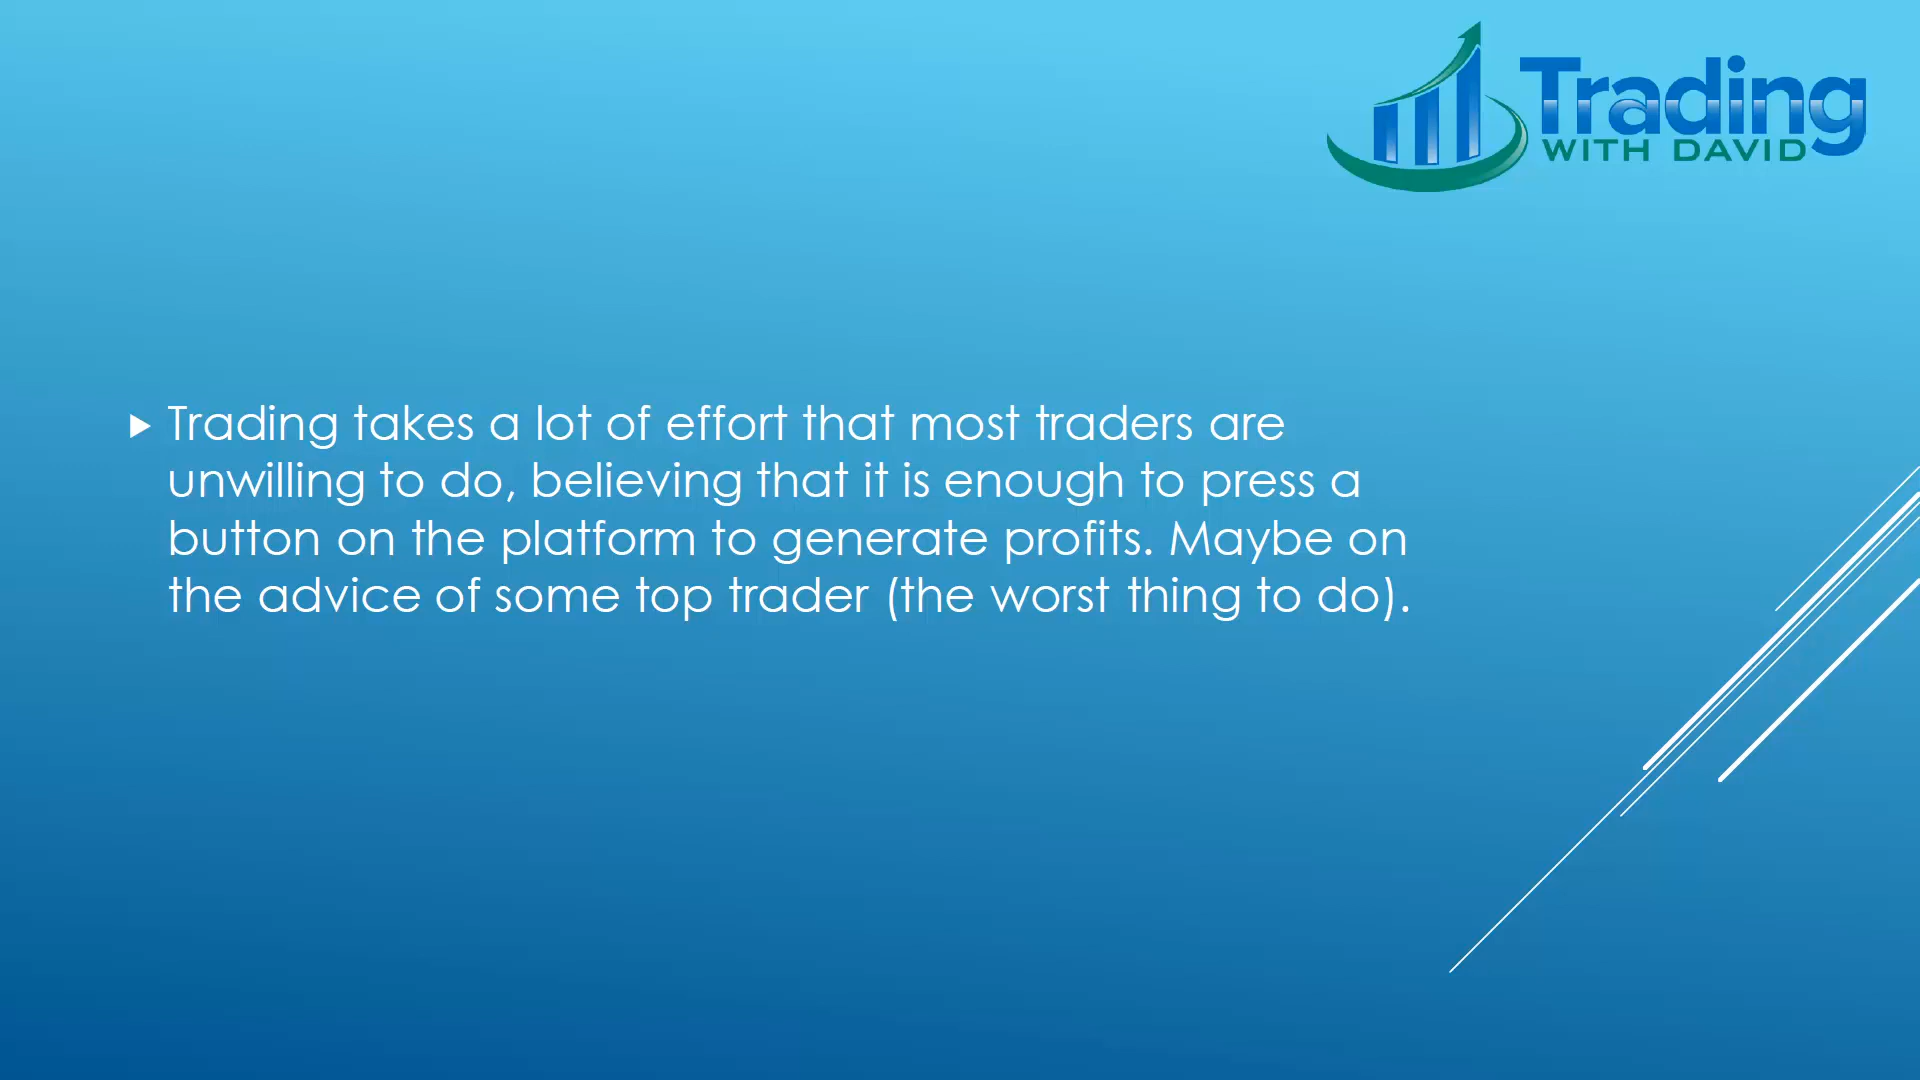 Trading
WITH DAVID
Trading takes a lot of effort that most traders are
unwilling to do, believing that it is enough to press a
button on the platform to generate profits. Maybe on
the advice of some top trader (the worst thing to do).